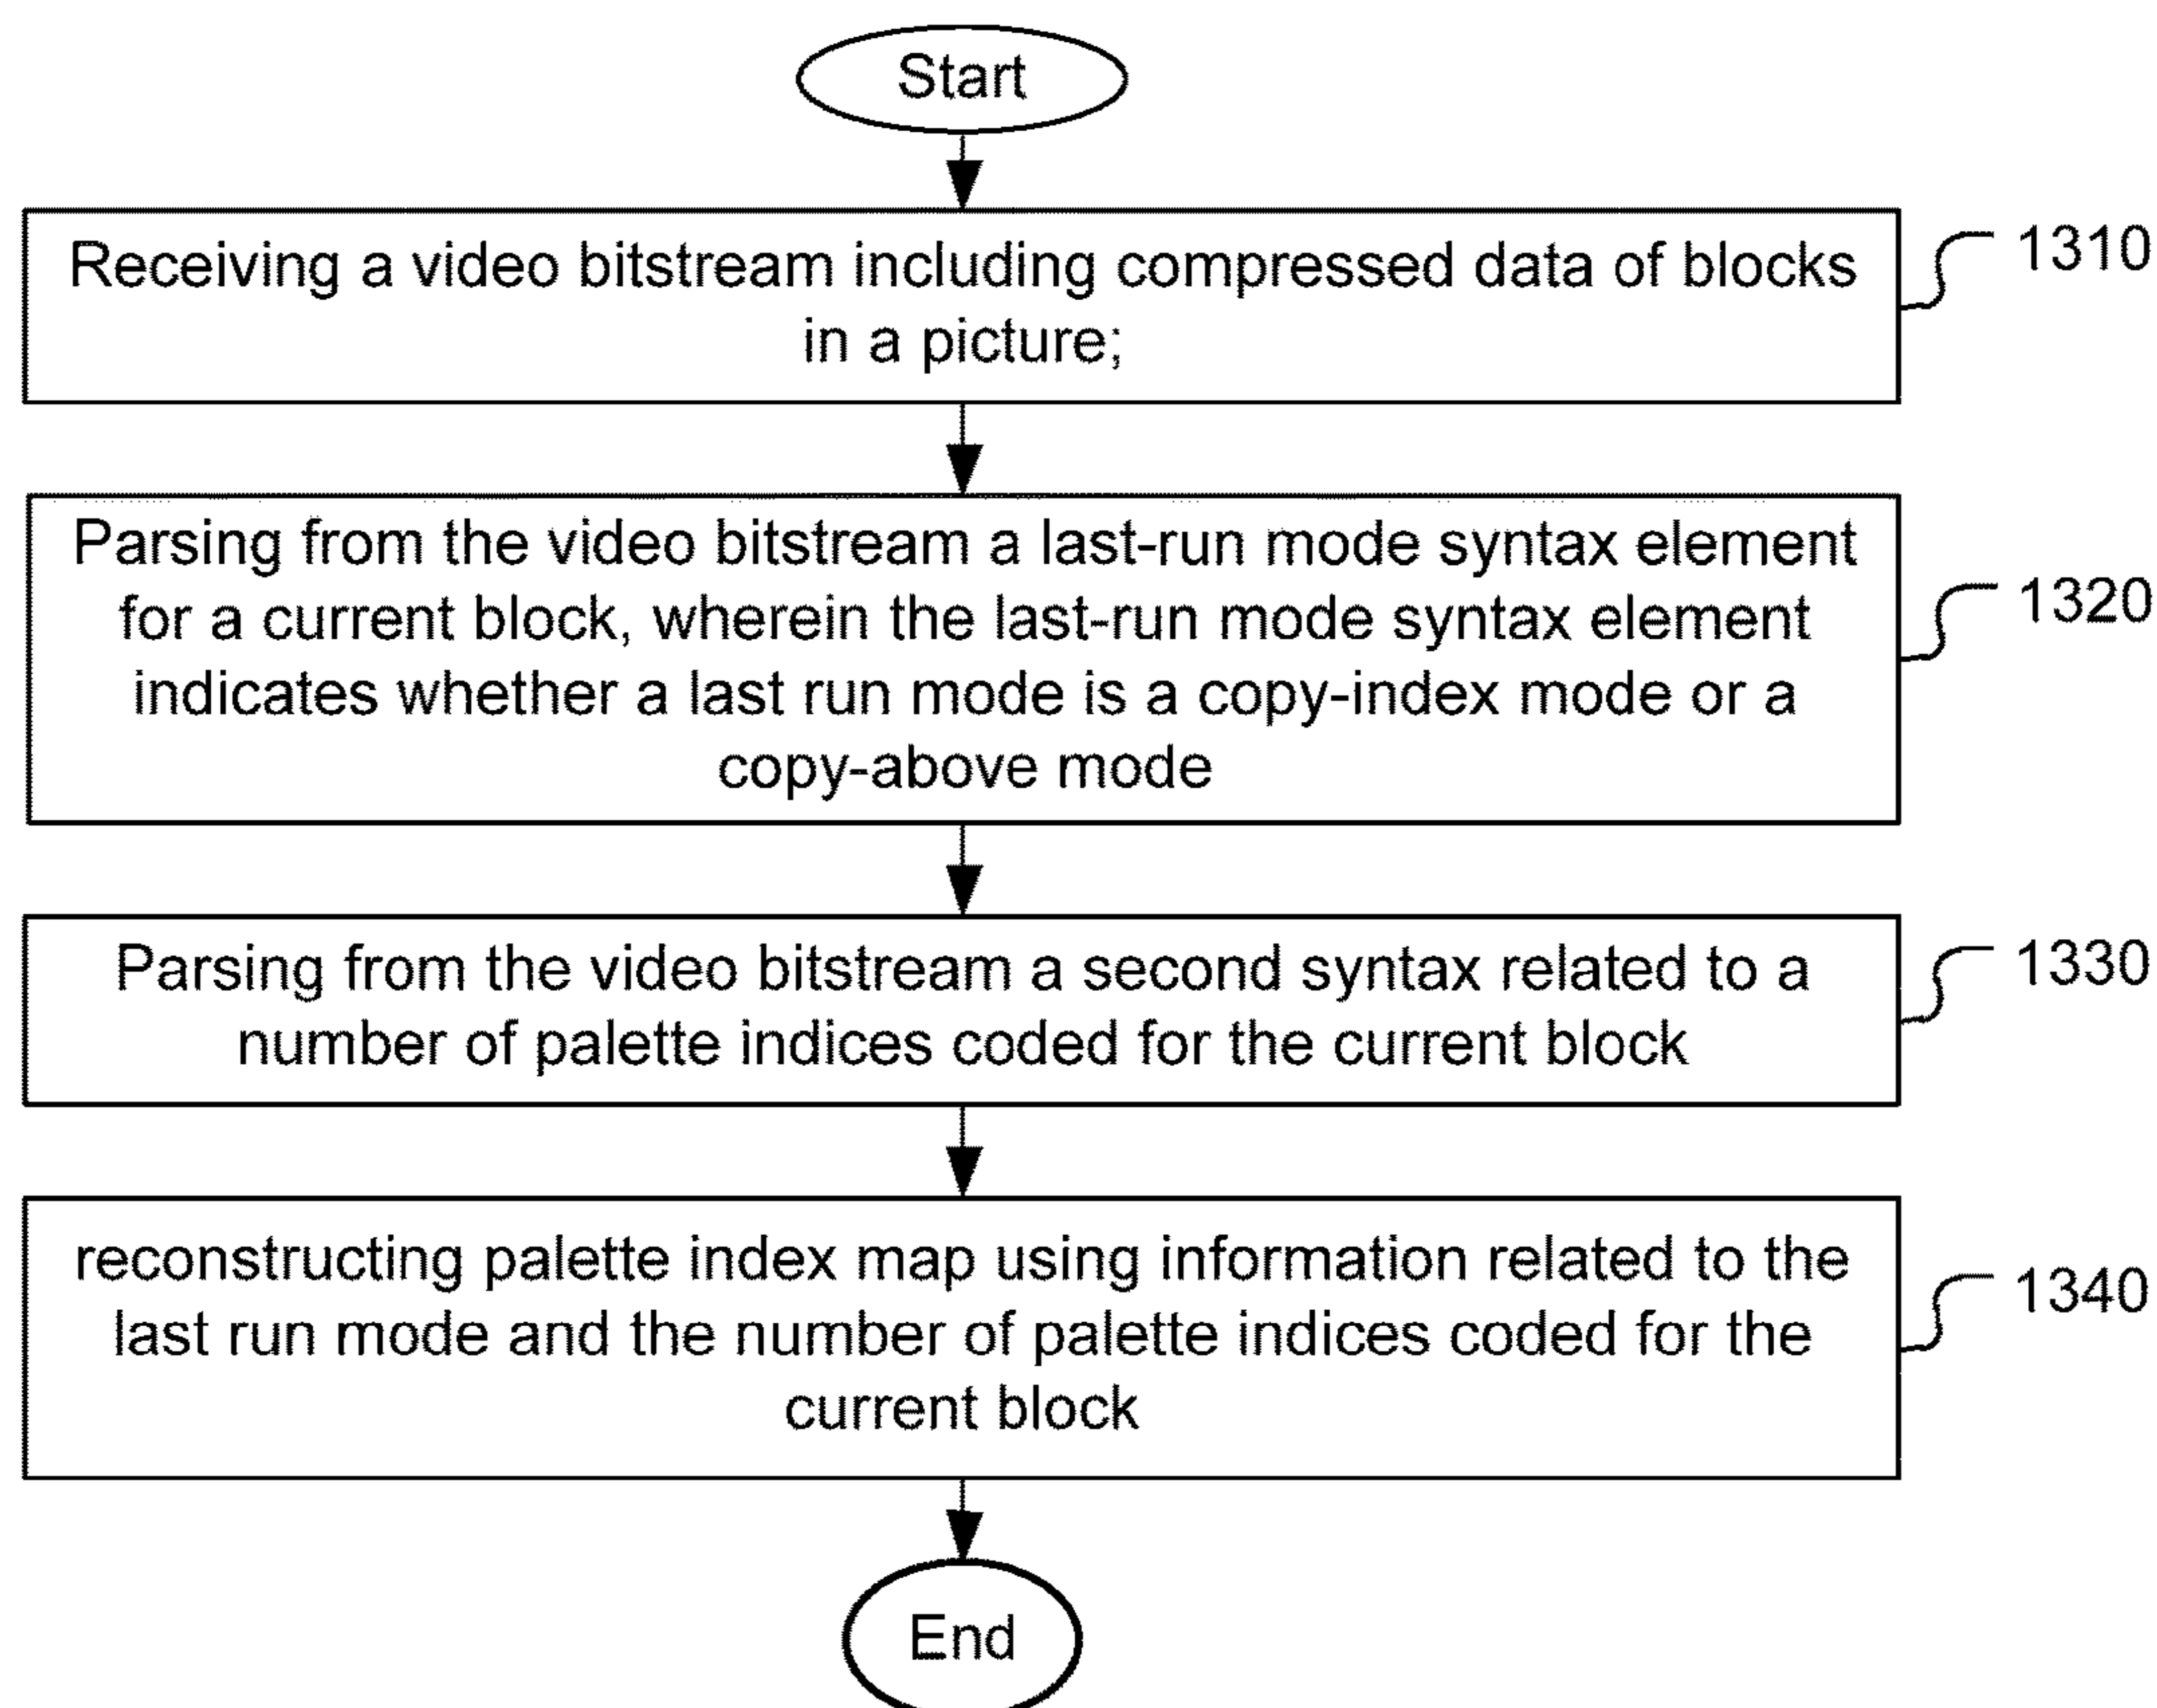 Start
Receiving a video bitstream including compressed data of blocks
in a picture;
1310
Parsing from the video bitstream a last-run mode syntax element
for a current block, wherein the last-run mode syntax element
indicates whether a last run mode is a copy-index mode or a
copy-above mode
1320
Parsing from the video bitstream a second syntax related to a
number of palette indices coded for the current block
1330
reconstructing palette index map using information related to the
last run mode and the number of palette indices coded for the
current block
1340
End